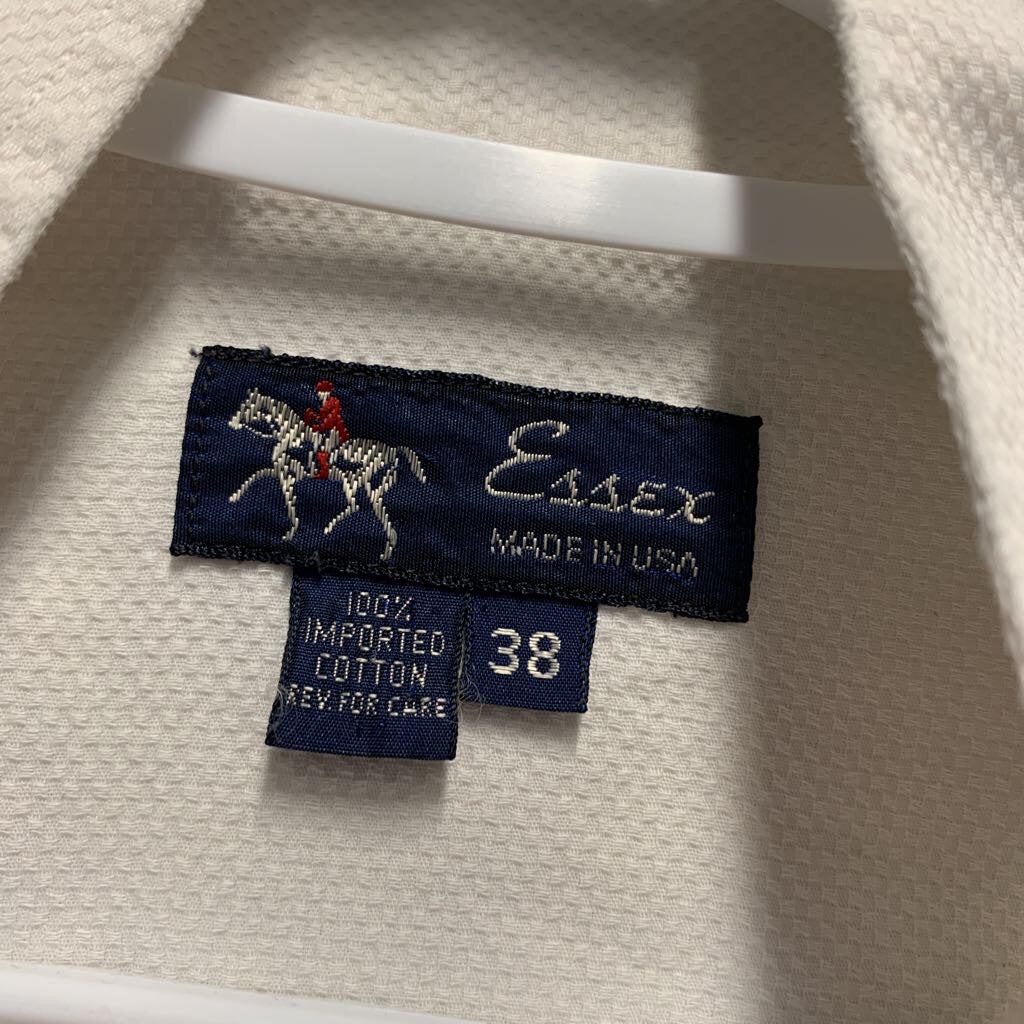 Essex
MADE IN USA
100%
IMPORTED
COTTON
REV. FOR CARE
38